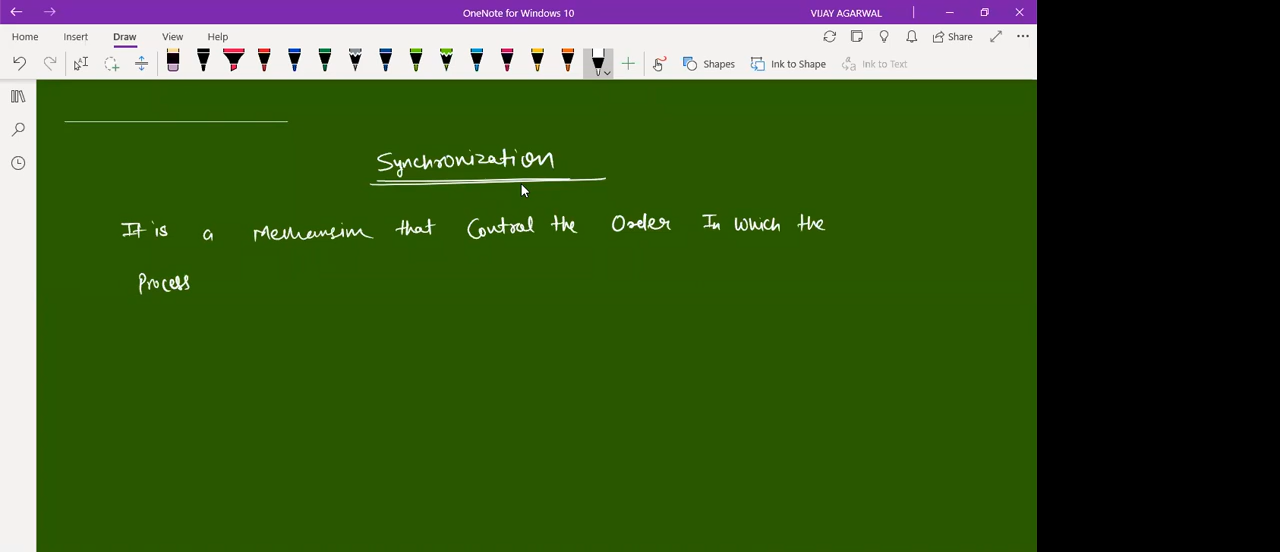 OneNote for Windows 10
VIJAY AGARWAL
Home Insert Draw View Help
Share
Shapes Ink to Shape Ink to Text
Synchronization
It is a Mechanism that Control the Order In Which the
Process